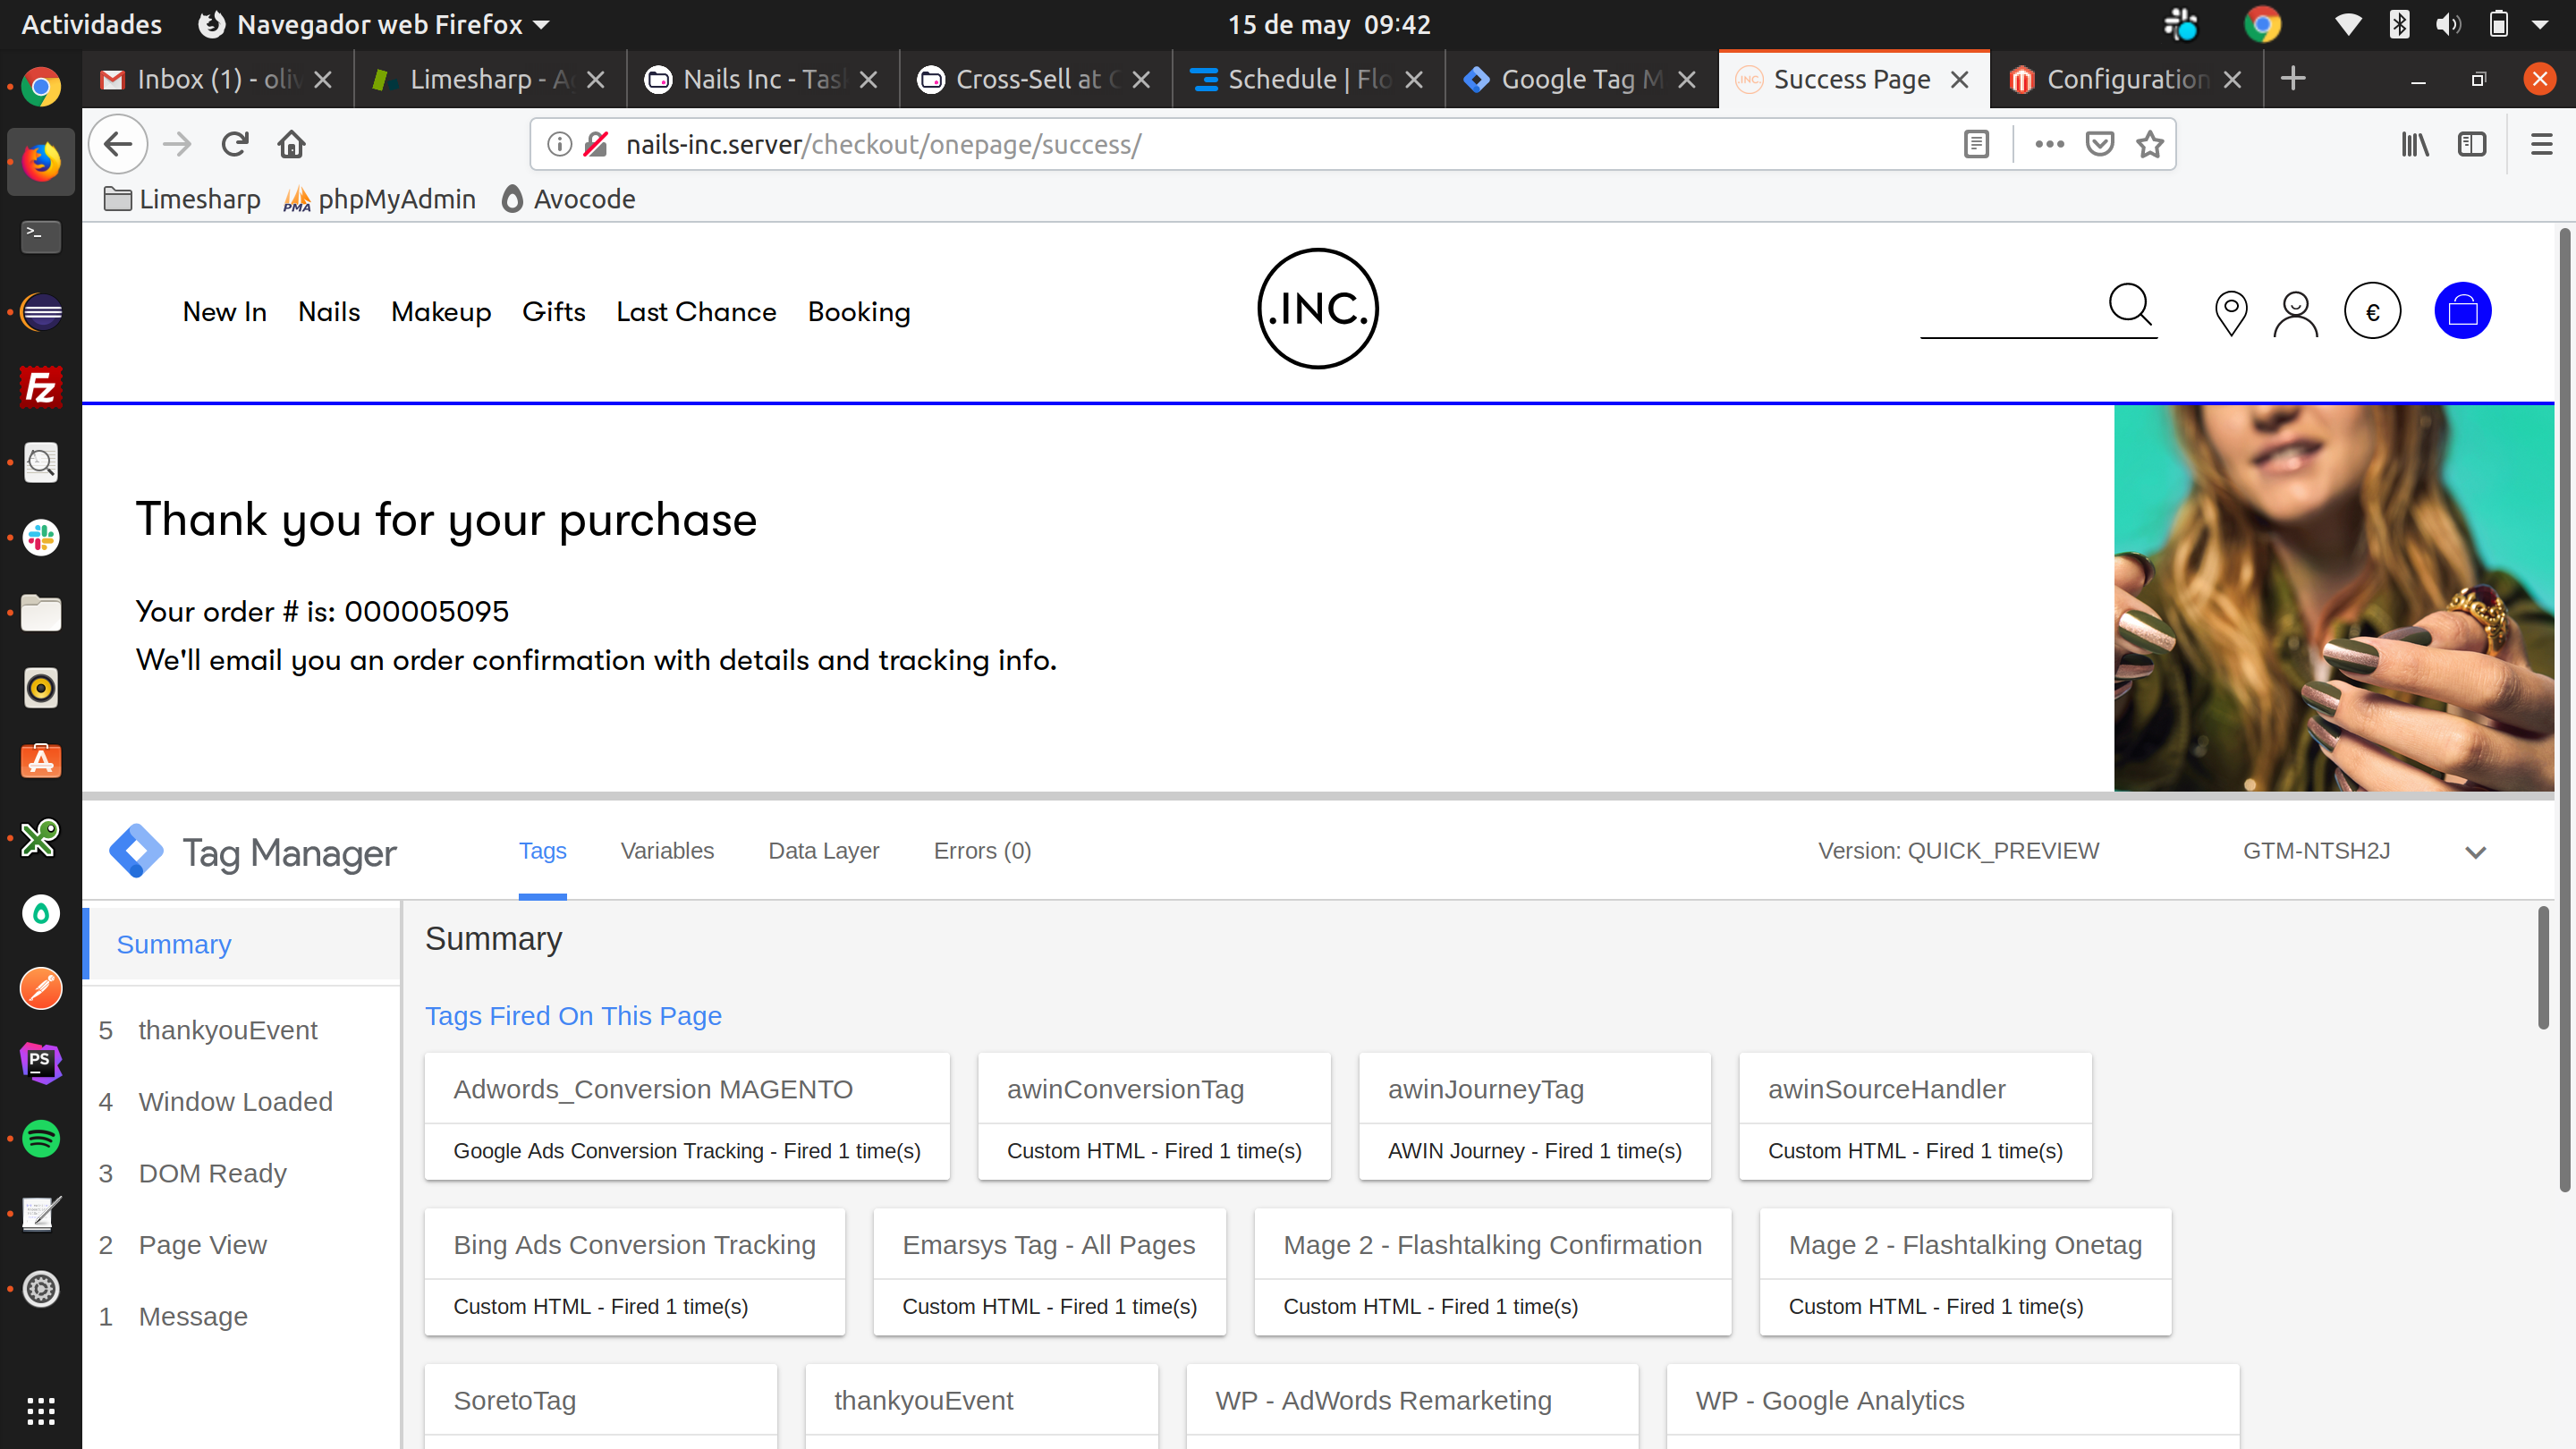 Actividades
Navegador web Firefox
15 de may 09:42
Inbox (1) - oliv
Limesharp - Ag
Nails Inc - Tas
Cross-Sell at C
Schedule | Flo
Google Tag M
.INC.
Success Page
Configuration
nails-inc.server/checkout/onepage/success/
Limesharp
PMA
phpMyAdmin
Avocode
New In
Nails
Makeup
Gifts
Last Chance
Booking
.INC.
€
Thank you for your purchase
Your order # is: 000005095
We'll email you an order confirmation with details and tracking info.
Tag Manager
Tags
Variables
Data Layer
Errors (0)
Version: QUICK_PREVIEW
GTM-NTSH2J
Summary
5 thankyouEvent
4 Window Loaded
3 DOM Ready
2 Page View
1 Message
Summary
Tags Fired On This Page
Adwords_Conversion MAGENTO
Google Ads Conversion Tracking - Fired 1 time(s)
awinConversionTag
Custom HTML - Fired 1 time(s)
awinJourneyTag
AWIN Journey - Fired 1 time(s)
awinSourceHandler
Custom HTML - Fired 1 time(s)
Bing Ads Conversion Tracking
Custom HTML - Fired 1 time(s)
Emarsys Tag - All Pages
Custom HTML - Fired 1 time(s)
Mage 2 - Flashtalking Confirmation
Custom HTML - Fired 1 time(s)
Mage 2 - Flashtalking Onetag
Custom HTML - Fired 1 time(s)
SoretoTag
thankyouEvent
WP - AdWords Remarketing
WP - Google Analytics
Fz
PS